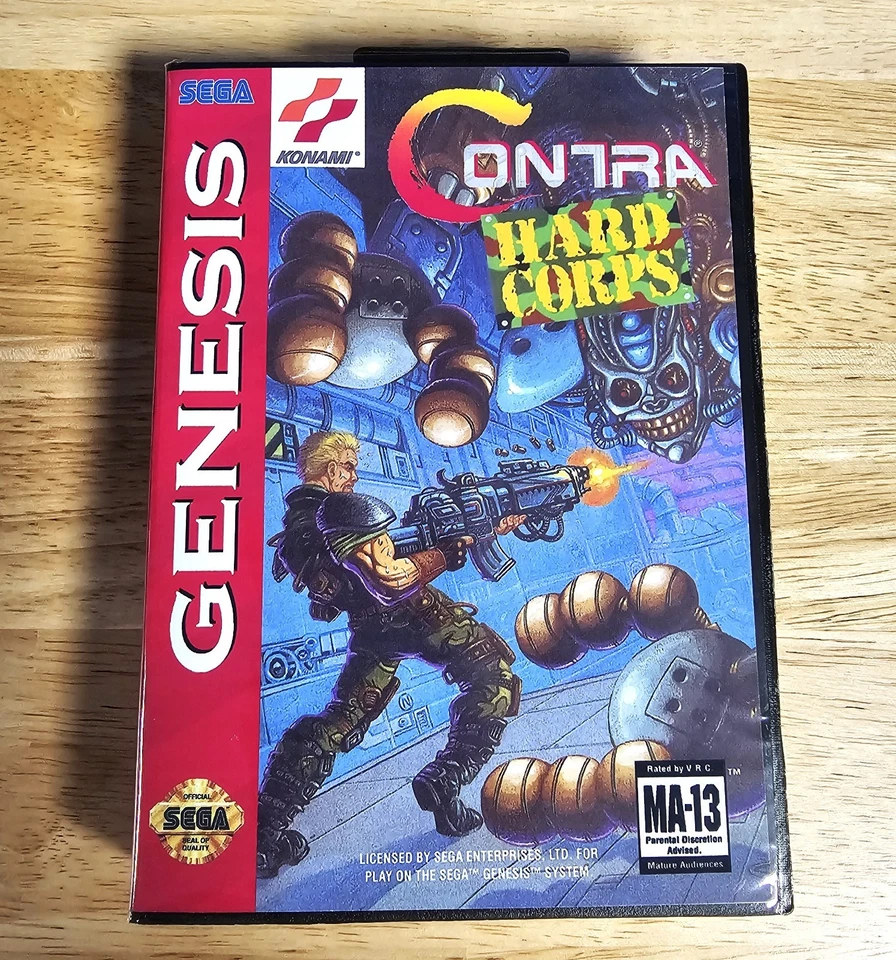 SEGA
KONAMI®
GENESIS
CONTRA®
HARD
CORPS
OFFICIAL
SEGA
SEAL OF
QUALITY
LICENSED BY SEGA ENTERPRISES, LTD. FOR
PLAY ON THE SEGA™ GENESIS™ SYSTEM.
Rated by V R C
TM
MA-13
Parental Discretion
Advised.
Mature Audiences